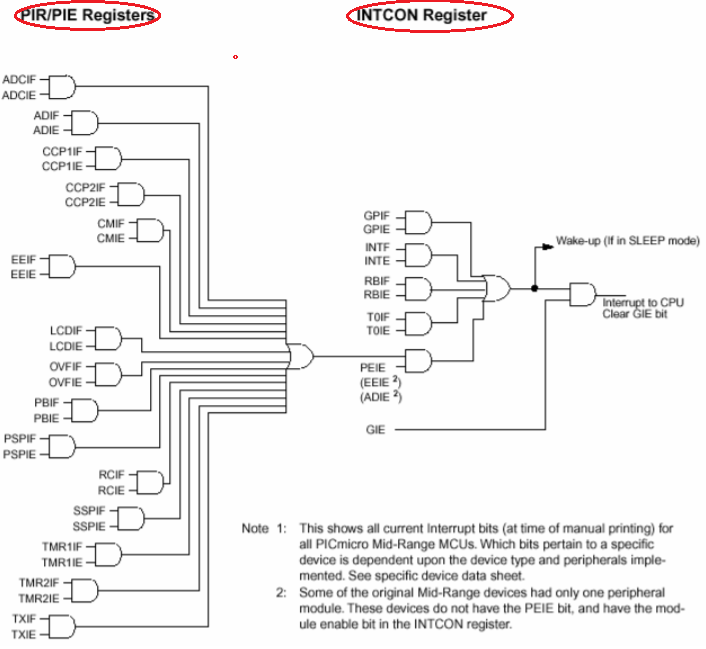 PIR/PIE Registers
INTCON Register
ADCIF
ADCIE
ADIF
ADIE
CCP1IF
CCP1IE
CCP2IF
CCP2IE
CMIF
CMIE
EEIF
EEIE
LCDIF
LCDIE
OVFIF
OVFIE
PBIF
PBIE
PSPIF
PSPIE
RCIF
RCIE
SSPIF
SSPIE
TMR1IF
TMR1IE
TMR2IF
TMR2IE
TXIF
TXIE
GPIF
GPIE
INTF
INTE
RBIF
RBIE
T0IF
T0IE
PEIE
(EEIE 2)
(ADIE 2)
GIE
Wake-up (If in SLEEP mode)
Interrupt to CPU
Clear GIE bit
Note 1: This shows all current Interrupt bits (at time of manual printing) for
all PICmicro Mid-Range MCUs. Which bits pertain to a specific
device is dependent upon the device type and peripherals imple-
mented. See specific device data sheet.
2: Some of the original Mid-Range devices had only one peripheral
module. These devices do not have the PEIE bit, and have the mod-
ule enable bit in the INTCON register.